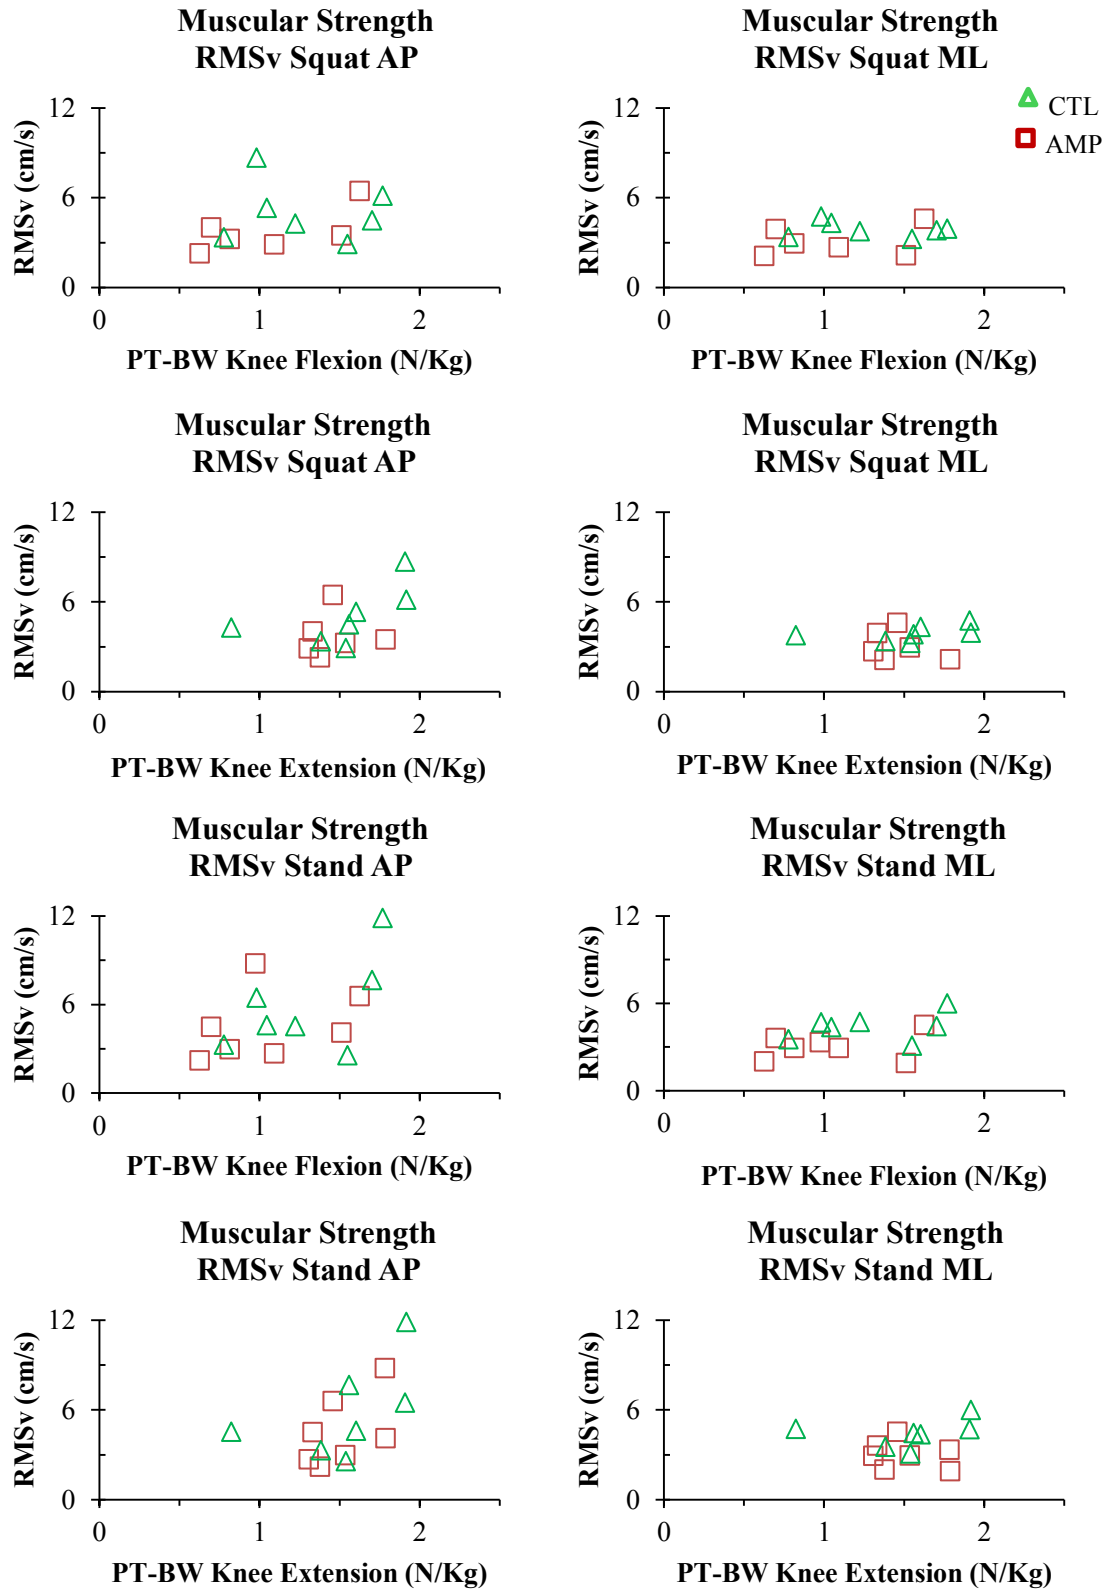 Muscular Strength
RMSv Squat AP
12
6
0
0
1
2
RMSv (cm/s)
PT-BW Knee Flexion (N/Kg)
Muscular Strength
RMSv Squat ML
CTL
AMP
12
6
0
0
1
2
RMSv (cm/s)
PT-BW Knee Flexion (N/Kg)
Muscular Strength
RMSv Squat AP
12
6
0
0
1
2
RMSv (cm/s)
PT-BW Knee Extension (N/Kg)
Muscular Strength
RMSv Squat ML
12
6
0
0
1
2
RMSv (cm/s)
PT-BW Knee Extension (N/Kg)
Muscular Strength
RMSv Stand AP
12
6
0
0
1
2
RMSv (cm/s)
PT-BW Knee Flexion (N/Kg)
Muscular Strength
RMSv Stand ML
12
6
0
0
1
2
RMSv (cm/s)
PT-BW Knee Flexion (N/Kg)
Muscular Strength
RMSv Stand AP
12
6
0
0
1
2
RMSv (cm/s)
PT-BW Knee Extension (N/Kg)
Muscular Strength
RMSv Stand ML
12
6
0
0
1
2
RMSv (cm/s)
PT-BW Knee Extension (N/Kg)